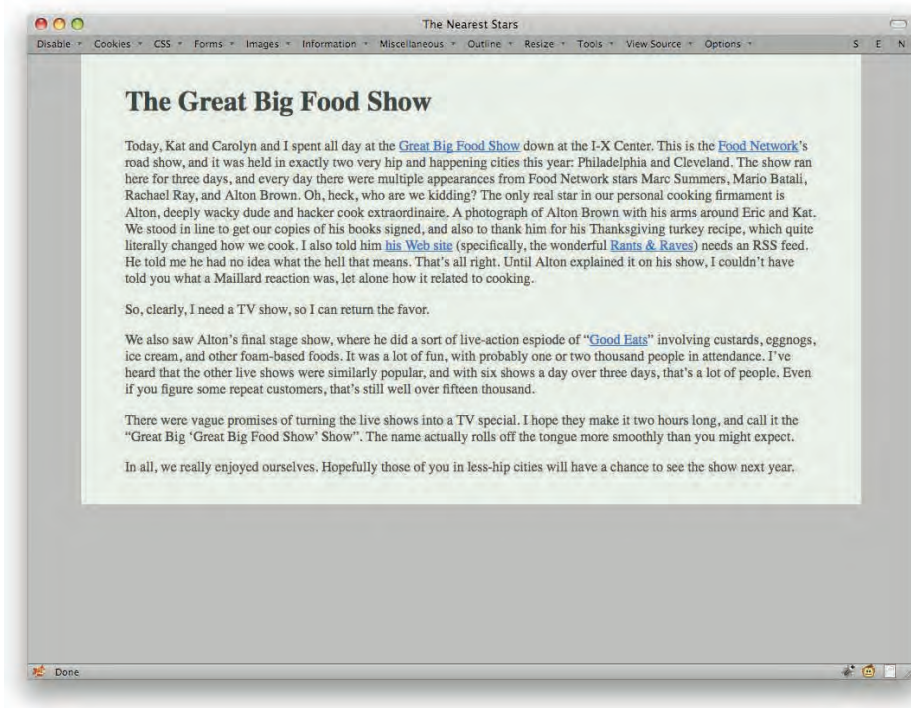 The Nearest Stars
Disable Cookies CSS Forms Images Information Miscellaneous Outline Resize Tools View Source Options S E N
The Great Big Food Show
Today, Kat and Carolyn and I spent all day at the Great Big Food Show down at the I-X Center. This is the Food Network’s
road show, and it was held in exactly two very hip and happening cities this year: Philadelphia and Cleveland. The show ran
here for three days, and every day there were multiple appearances from Food Network stars Marc Summers, Mario Batali,
Rachael Ray, and Alton Brown. Oh, heck, who are we kidding? The only real star in our personal cooking firmament is
Alton, deeply wacky dude and hacker cook extraordinaire. A photograph of Alton Brown with his arms around Eric and Kat.
We stood in line to get our copies of his books signed, and also to thank him for his Thanksgiving turkey recipe, which quite
literally changed how we cook. I also told him his Web site (specifically, the wonderful Rants & Raves) needs an RSS feed.
He told me he had no idea what the hell that means. That’s all right. Until Alton explained it on his show, I couldn’t have
told you what a Maillard reaction was, let alone how it related to cooking.
So, clearly, I need a TV show, so I can return the favor.
We also saw Alton’s final stage show, where he did a sort of live-action espiode of “Good Eats” involving custards, eggnogs,
ice cream, and other foam-based foods. It was a lot of fun, with probably one or two thousand people in attendance. I’ve
heard that the other live shows were similarly popular, and with six shows a day over three days, that’s a lot of people. Even
if you figure some repeat customers, that’s still well over fifteen thousand.
There were vague promises of turning the live shows into a TV special. I hope they make it two hours long, and call it the
“Great Big ‘Great Big Food Show’ Show”. The name actually rolls off the tongue more smoothly than you might expect.
In all, we really enjoyed ourselves. Hopefully those of you in less-hip cities will have a chance to see the show next year.
Done